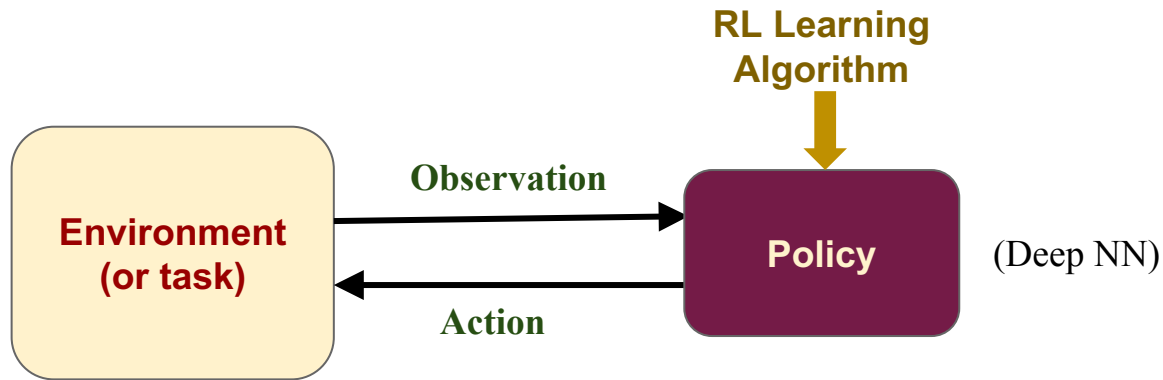 RL Learning
Algorithm
Observation
Environment
(or task)
Policy
(Deep NN)
Action